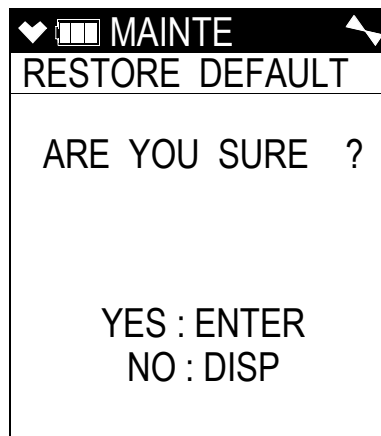 MAINTE
RESTORE DEFAULT
ARE YOU SURE ?
YES : ENTER
NO : DISP